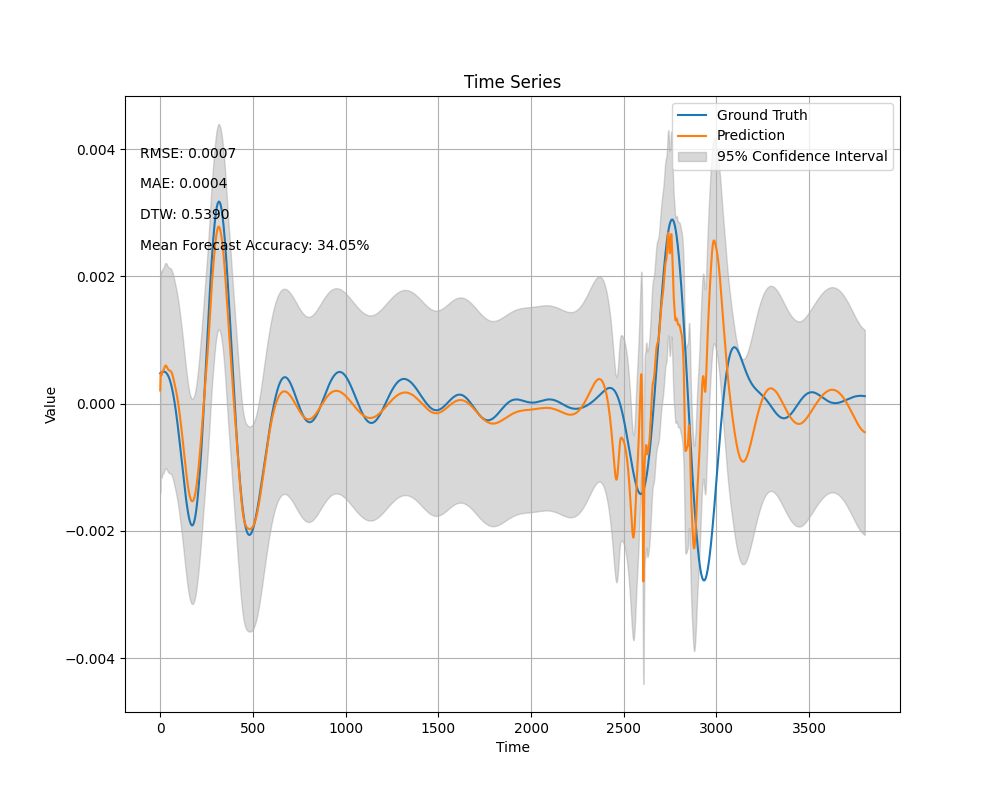 Time Series
Ground Truth
Prediction
95% Confidence Interval
RMSE: 0.0007
MAE: 0.0004
DTW: 0.5390
Mean Forecast Accuracy: 34.05%
0.004
0.002
0.000
−0.002
−0.004
Value
0 500 1000 1500 2000 2500 3000 3500
Time